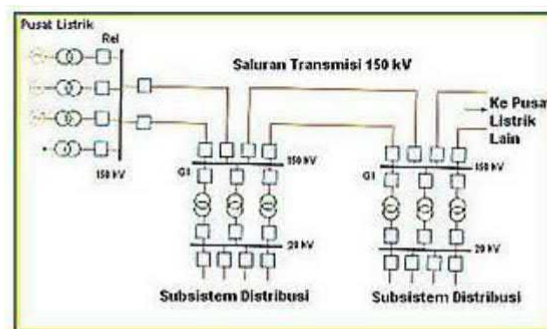 Pusat Listrik
Rel
Saluran Transmisi 150 kV
Ke Pusat
Listrik
Lain
150 kV
150 kV
GI
150 kV
GI
20 kV
20 kV
Subsistem Distribusi
Subsistem Distribusi